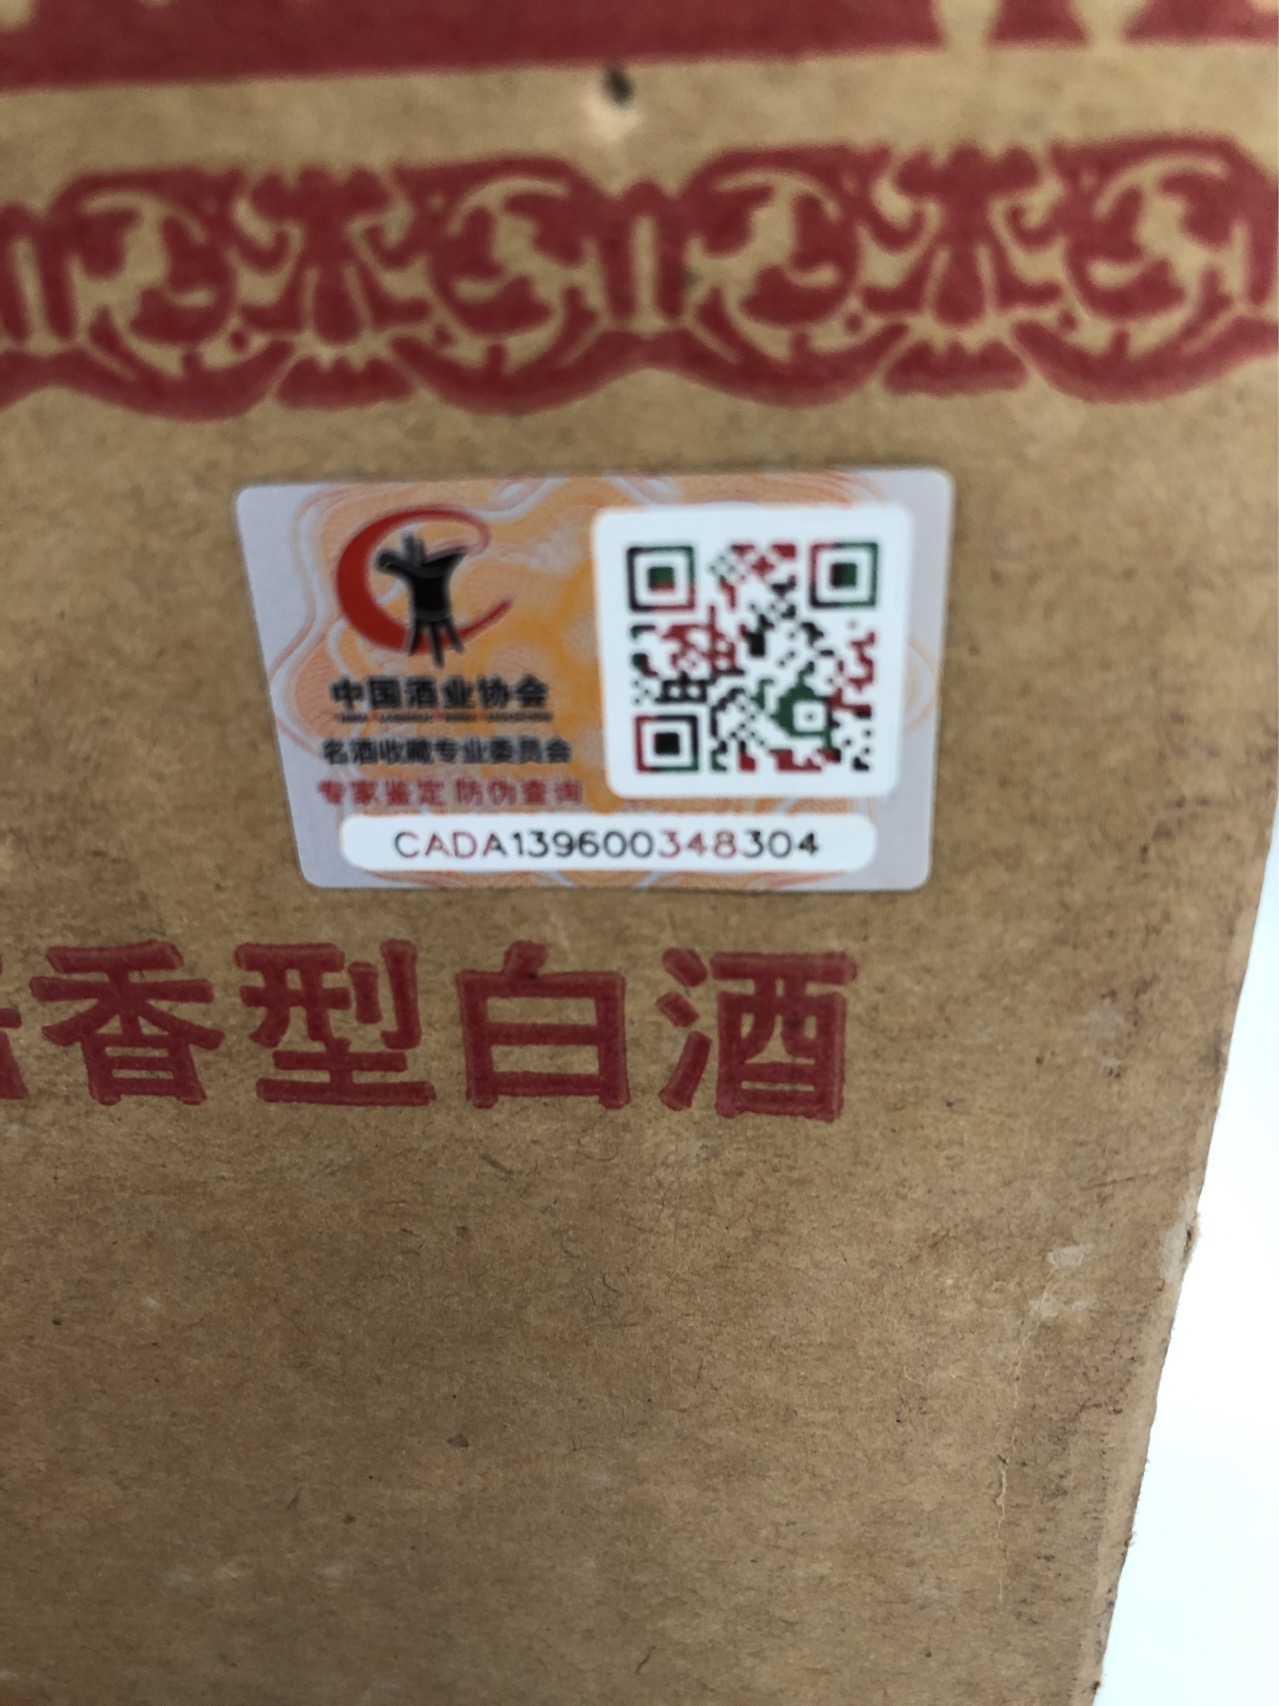 中国酒业协会
名酒收藏专业委员会
专家鉴定 防伪查询
CADA139600348304
香型白酒